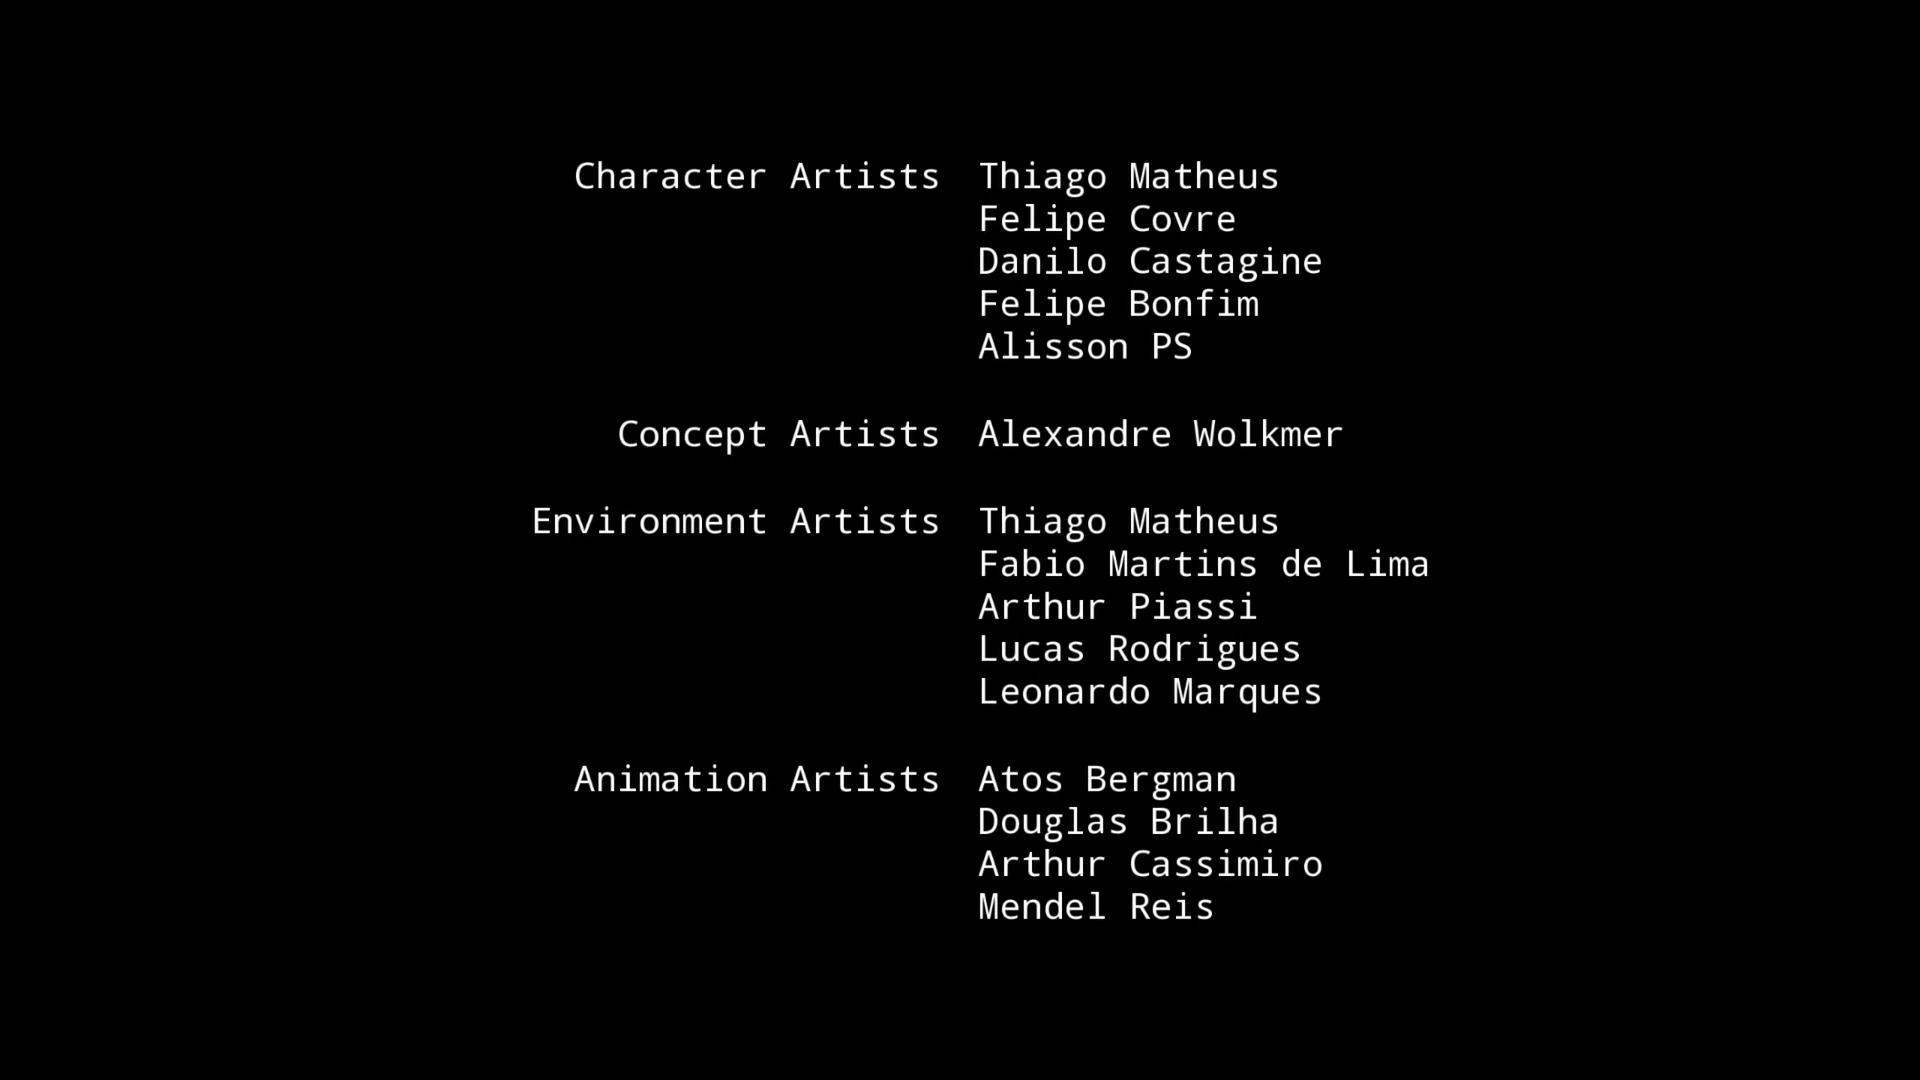 Character Artists Thiago Matheus
Felipe Covre
Danilo Castagine
Felipe Bonfim
Alisson PS
Concept Artists Alexandre Wolkmer
Environment Artists Thiago Matheus
Fabio Martins de Lima
Arthur Piassi
Lucas Rodrigues
Leonardo Marques
Animation Artists Atos Bergman
Douglas Brilha
Arthur Cassimiro
Mendel Reis